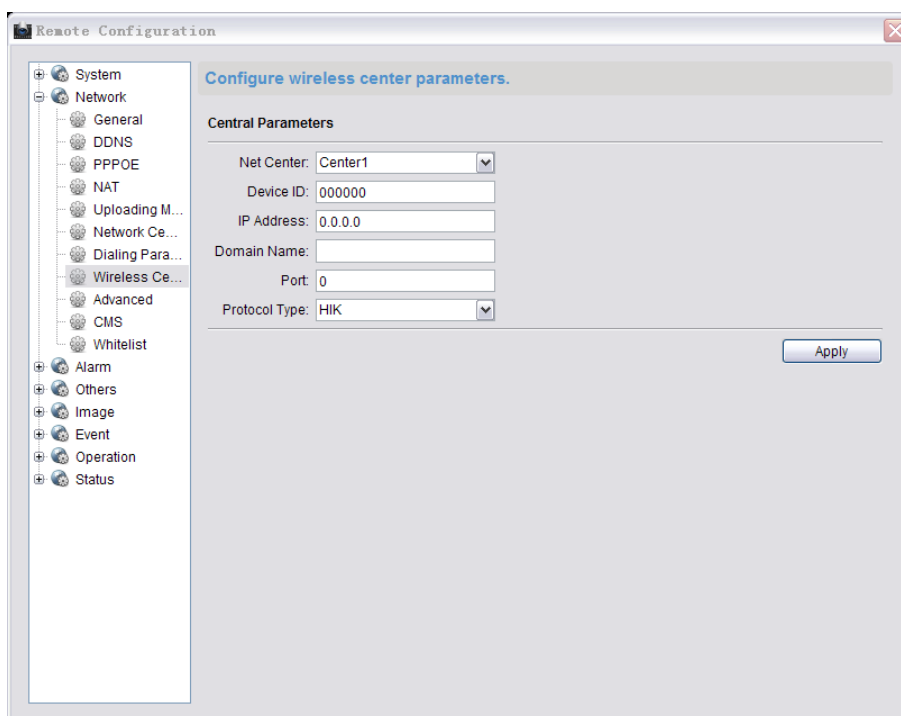 Remote Configuration
System
Network
General
DDNS
PPPOE
NAT
Uploading M...
Network Ce...
Dialing Para...
Wireless Ce...
Advanced
CMS
Whitelist
Alarm
Others
Image
Event
Operation
Status
Configure wireless center parameters.
Central Parameters
Net Center: Center1
Device ID: 000000
IP Address: 0.0.0.0
Domain Name:
Port: 0
Protocol Type: HIK
Apply